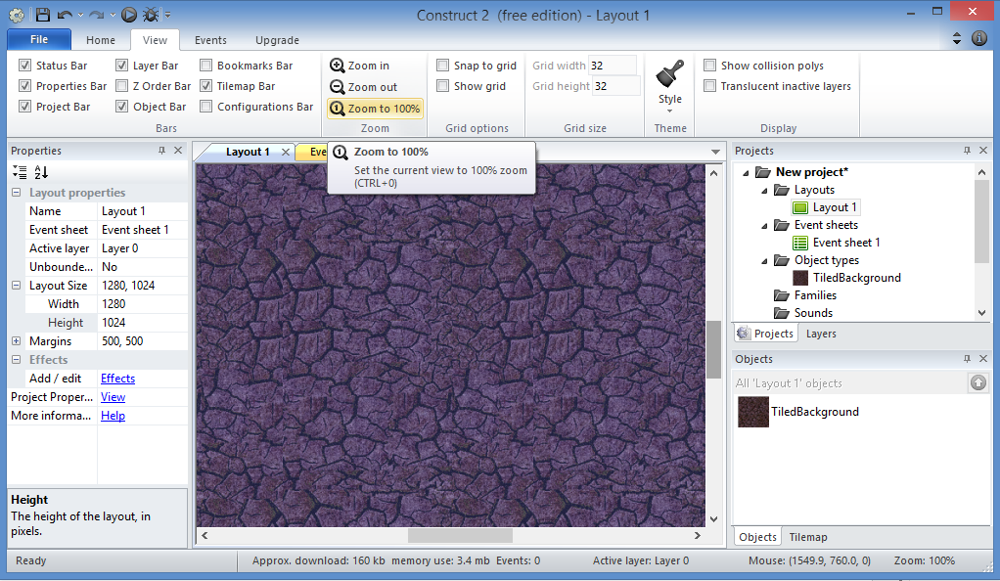 Construct 2 (free edition) - Layout 1
File Home View Events Upgrade
Status Bar Layer Bar Bookmarks Bar Zoom in Snap to grid Grid width 32 Show collision polys
Properties Bar Z Order Bar Tilemap Bar Zoom out Show grid Grid height 32 Style Translucent inactive layers
Project Bar Object Bar Configurations Bar Zoom to 100%
Bars Zoom Grid options Grid size Theme Display
Properties
Layout properties
Name Layout 1
Event sheet Event sheet 1
Active layer Layer 0
Unbounde... No
Layout Size 1280, 1024
Width 1280
Height 1024
Margins 500, 500
Effects
Add / edit Effects
Project Proper... View
More informa... Help
Height
The height of the layout, in
pixels.
Layout 1 Eve
Zoom to 100%
Set the current view to 100% zoom
(CTRL+0)
Projects
New project*
Layouts
Layout 1
Event sheets
Event sheet 1
Object types
TiledBackground
Families
Sounds
Projects Layers
Objects
All 'Layout 1' objects
TiledBackground
Objects Tilemap
Ready Approx. download: 160 kb memory use: 3.4 mb Events: 0 Active layer: Layer 0 Mouse: (1549.9, 760.0, 0) Zoom: 100%